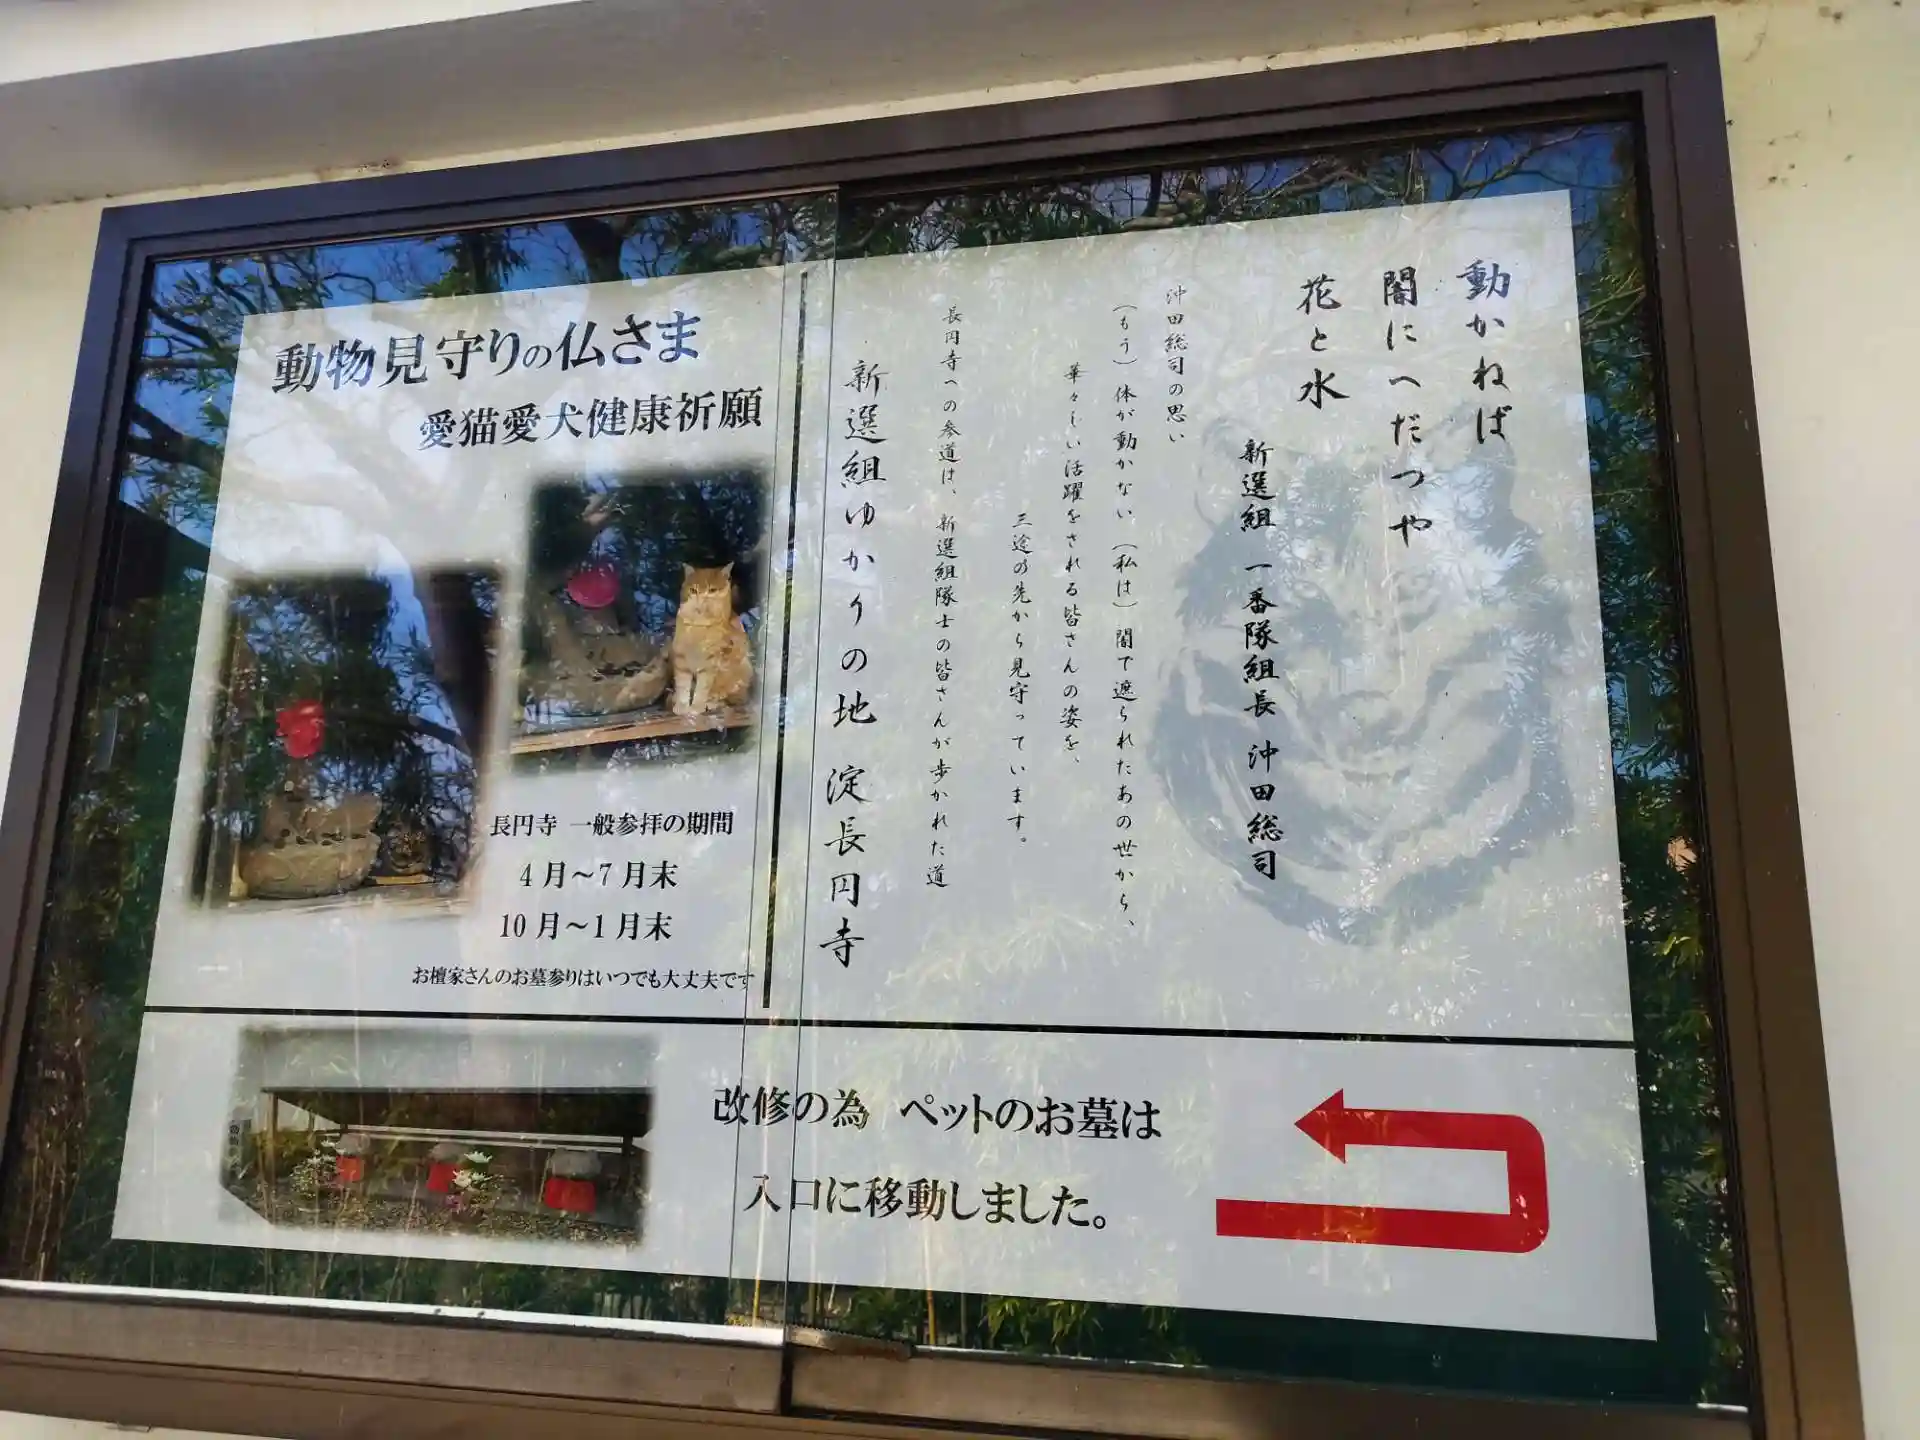 動かねば
闇にへだつや
花と水
新選組 一番隊組長 沖田総司
沖田総司の思い
（もう）体が動かない（私は）闇で遮られたあの世から、
華々しい活躍をされる皆さんの姿を、
三途の先から見守っています。
長円寺への参道は、新選組隊士の皆さんが歩かれた道
新選組ゆかりの地 淀長円寺
動物見守りの仏さま
愛猫愛犬健康祈願
長円寺 一般参拝の期間
4月～7月末
10月～1月末
お檀家さんのお墓参りはいつでも大丈夫です
改修の為 ペットのお墓は
入口に移動しました。